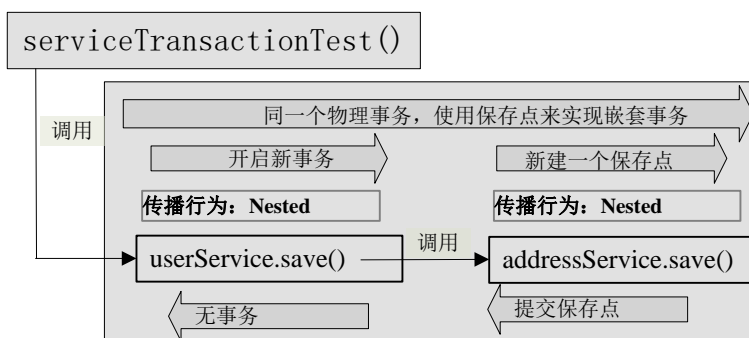 serviceTransactionTest()
调用
同一个物理事务，使用保存点来实现嵌套事务
开启新事务
新建一个保存点
传播行为：Nested
传播行为：Nested
userService.save()
调用
addressService.save()
无事务
提交保存点